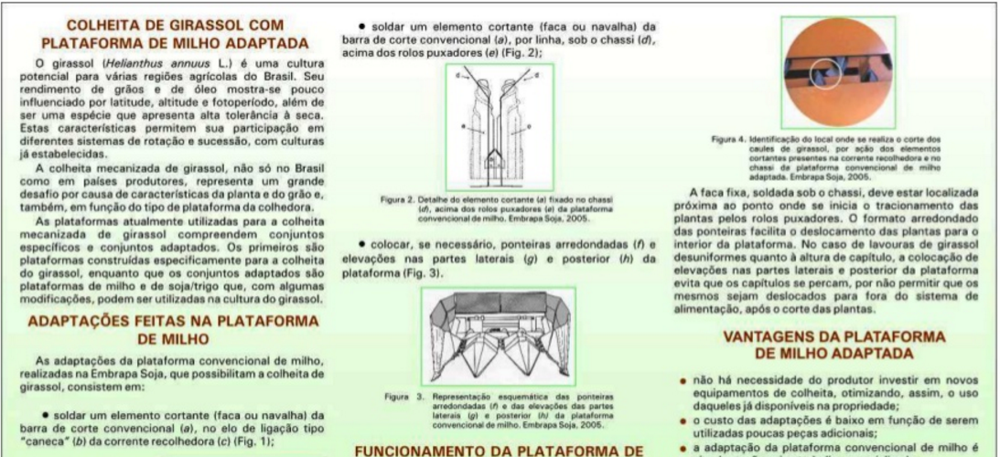 COLHEITA DE GIRASSOL COM
PLATAFORMA DE MILHO ADAPTADA
O girassol (Helianthus annuus L.) é uma cultura
potencial para várias regiões agrícolas do Brasil. Seu
rendimento de grãos e de óleo mostra-se pouco
influenciado por latitude, altitude e fotoperíodo, além de
ser uma espécie que apresenta alta tolerância à seca.
Estas características permitem sua participação em
diferentes sistemas de rotação e sucessão, com culturas
já estabelecidas.
A colheita mecanizada de girassol, não só no Brasil
como em países produtores, representa um grande
desafio por causa de características da planta e do grão e,
também, em função do tipo de plataforma da colhedora.
As plataformas atualmente utilizadas para a colheita
mecanizada de girassol compreendem conjuntos
específicos e conjuntos adaptados. Os primeiros são
plataformas construídas especificamente para a colheita
do girassol, enquanto que os conjuntos adaptados são
plataformas de milho e de soja/trigo que, com algumas
modificações, podem ser utilizadas na cultura do girassol.
ADAPTAÇÕES FEITAS NA PLATAFORMA
DE MILHO
As adaptações da plataforma convencional de milho,
realizadas na Embrapa Soja, que possibilitam a colheita de
girassol, consistem em:
● soldar um elemento cortante (faca ou navalha) da
barra de corte convencional (a), no elo de ligação tipo
"caneca" (b) da corrente recolhedora (c) (Fig. 1);
● soldar um elemento cortante (faca ou navalha) da
barra de corte convencional (a), por linha, sob o chassi (d),
acima dos rolos puxadores (e) (Fig. 2);
d
d
Figura 2. Detalhe do elemento cortante (a) fixado no chassi
(d), acima dos rolos puxadores (e) da plataforma
convencional de milho. Embrapa Soja, 2005.
● colocar, se necessário, ponteiras arredondadas (f) e
elevações nas partes laterais (g) e posterior (h) da
plataforma (Fig. 3).
Figura 3. Representação esquemática das ponteiras
arredondadas (f) e das elevações das partes
laterais (g) e posterior (h) da plataforma
convencional de milho. Embrapa Soja, 2005.
FUNCIONAMENTO DA PLATAFORMA DE
Figura 4. Identificação do local onde se realiza o corte dos
caules de girassol, por ação dos elementos
cortantes presentes na corrente recolhedora e no
chassi de plataforma convencional de milho
adaptada. Embrapa Soja, 2005.
A faca fixa, soldada sob o chassi, deve estar localizada
próxima ao ponto onde se inicia o tracionamento das
plantas pelos rolos puxadores. O formato arredondado
das ponteiras facilita o deslocamento das plantas para o
interior da plataforma. No caso de lavouras de girassol
desuniformes quanto à altura de capítulo, a colocação de
elevações nas partes laterais e posterior da plataforma
evita que os capítulos se percam, por não permitir que os
mesmos sejam deslocados para fora do sistema de
alimentação, após o corte das plantas.
VANTAGENS DA PLATAFORMA
DE MILHO ADAPTADA
● não há necessidade do produtor investir em novos
equipamentos de colheita, otimizando, assim, o uso
daqueles já disponíveis na propriedade;
● o custo das adaptações é baixo em função de serem
utilizadas poucas peças adicionais;
● a adaptação da plataforma convencional de milho é